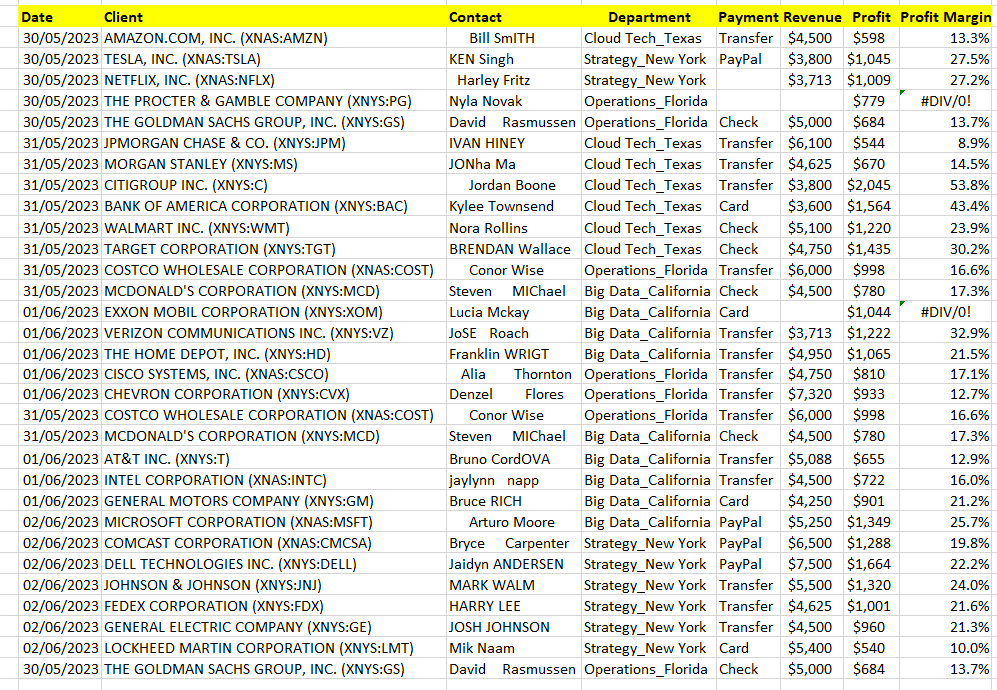 Date Client Contact Department Payment Revenue Profit Profit Margin
30/05/2023 AMAZON.COM, INC. (XNAS:AMZN) Bill SmITH Cloud Tech_Texas Transfer $4,500 $598 13.3%
30/05/2023 TESLA, INC. (XNAS:TSLA) KEN Singh Strategy_New York PayPal $3,800 $1,045 27.5%
30/05/2023 NETFLIX, INC. (XNAS:NFLX) Harley Fritz Strategy_New York $3,713 $1,009 27.2%
30/05/2023 THE PROCTER & GAMBLE COMPANY (XNYS:PG) Nyla Novak Operations_Florida $779 #DIV/0!
30/05/2023 THE GOLDMAN SACHS GROUP, INC. (XNYS:GS) David Rasmussen Operations_Florida Check $5,000 $684 13.7%
31/05/2023 JPMORGAN CHASE & CO. (XNYS:JPM) IVAN HINEY Cloud Tech_Texas Transfer $6,100 $544 8.9%
31/05/2023 MORGAN STANLEY (XNYS:MS) JONha Ma Cloud Tech_Texas Transfer $4,625 $670 14.5%
31/05/2023 CITIGROUP INC. (XNYS:C) Jordan Boone Cloud Tech_Texas Transfer $3,800 $2,045 53.8%
31/05/2023 BANK OF AMERICA CORPORATION (XNYS:BAC) Kylee Townsend Cloud Tech_Texas Card $3,600 $1,564 43.4%
31/05/2023 WALMART INC. (XNYS:WMT) Nora Rollins Cloud Tech_Texas Check $5,100 $1,220 23.9%
31/05/2023 TARGET CORPORATION (XNYS:TGT) BRENDAN Wallace Cloud Tech_Texas Check $4,750 $1,435 30.2%
31/05/2023 COSTCO WHOLESALE CORPORATION (XNAS:COST) Conor Wise Operations_Florida Transfer $6,000 $998 16.6%
31/05/2023 MCDONALD'S CORPORATION (XNYS:MCD) Steven MIChael Big Data_California Check $4,500 $780 17.3%
01/06/2023 EXXON MOBIL CORPORATION (XNYS:XOM) Lucia Mckay Big Data_California Card $1,044 #DIV/0!
01/06/2023 VERIZON COMMUNICATIONS INC. (XNYS:VZ) JoSE Roach Big Data_California Transfer $3,713 $1,222 32.9%
01/06/2023 THE HOME DEPOT, INC. (XNYS:HD) Franklin WRIGT Big Data_California Transfer $4,950 $1,065 21.5%
01/06/2023 CISCO SYSTEMS, INC. (XNAS:CSCO) Alia Thornton Operations_Florida Transfer $4,750 $810 17.1%
01/06/2023 CHEVRON CORPORATION (XNYS:CVX) Denzel Flores Operations_Florida Transfer $7,320 $933 12.7%
31/05/2023 COSTCO WHOLESALE CORPORATION (XNAS:COST) Conor Wise Operations_Florida Transfer $6,000 $998 16.6%
31/05/2023 MCDONALD'S CORPORATION (XNYS:MCD) Steven MIChael Big Data_California Check $4,500 $780 17.3%
01/06/2023 AT&T INC. (XNYS:T) Bruno CordOVA Big Data_California Transfer $5,088 $655 12.9%
01/06/2023 INTEL CORPORATION (XNAS:INTC) jaylynn napp Big Data_California Transfer $4,500 $722 16.0%
01/06/2023 GENERAL MOTORS COMPANY (XNYS:GM) Bruce RICH Big Data_California Card $4,250 $901 21.2%
02/06/2023 MICROSOFT CORPORATION (XNAS:MSFT) Arturo Moore Big Data_California PayPal $5,250 $1,349 25.7%
02/06/2023 COMCAST CORPORATION (XNAS:CMCSA) Bryce Carpenter Strategy_New York PayPal $6,500 $1,288 19.8%
02/06/2023 DELL TECHNOLOGIES INC. (XNYS:DELL) Jaidyn ANDERSEN Strategy_New York PayPal $7,500 $1,664 22.2%
02/06/2023 JOHNSON & JOHNSON (XNYS:JNJ) MARK WALM Strategy_New York Transfer $5,500 $1,320 24.0%
02/06/2023 FEDEX CORPORATION (XNYS:FDX) HARRY LEE Strategy_New York Transfer $4,625 $1,001 21.6%
02/06/2023 GENERAL ELECTRIC COMPANY (XNYS:GE) JOSH JOHNSON Strategy_New York Transfer $4,500 $960 21.3%
02/06/2023 LOCKHEED MARTIN CORPORATION (XNYS:LMT) Mik Naam Strategy_New York Card $5,400 $540 10.0%
30/05/2023 THE GOLDMAN SACHS GROUP, INC. (XNYS:GS) David Rasmussen Operations_Florida Check $5,000 $684 13.7%